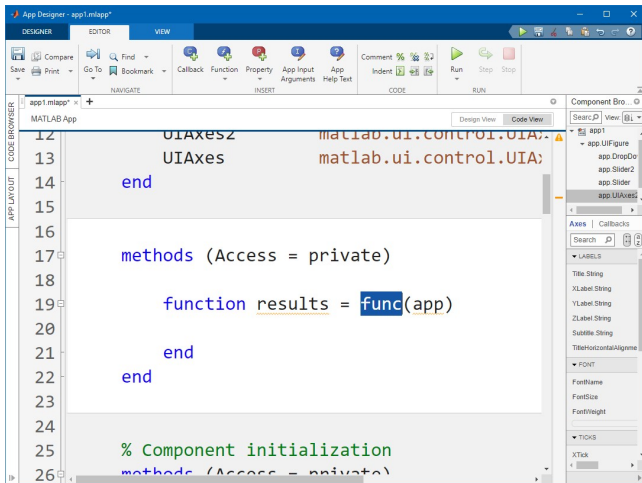 App Designer - app1.mlapp*
DESIGNER EDITOR VIEW
Save
Compare
Print
Go To
Find
Bookmark
NAVIGATE
Callback
Function
Property
App Input Arguments
App Help Text
INSERT
Comment
Indent
CODE
Run
Step
Stop
RUN
CODE BROWSER
APP LAYOUT
app1.mlapp* × +
MATLAB App
Design View Code View
12 UIAxes2 matlab.ui.control.UIAx
13 UIAxes matlab.ui.control.UIAx
14 end
15
16
17 methods (Access = private)
18
19 function results = func(app)
20
21 end
22 end
23
24
25 % Component initialization
26 methods (Access = private)
Component Bro...
Searc View:
app1
app.UIFigure
app.DropDo
app.Slider2
app.Slider
app.UIAxes2
Axes | Callbacks
Search
LABELS
Title.String
XLabel.String
YLabel.String
ZLabel.String
Subtitle.String
TitleHorizontalAlignme
FONT
FontName
FontSize
FontWeight
TICKS
XTick